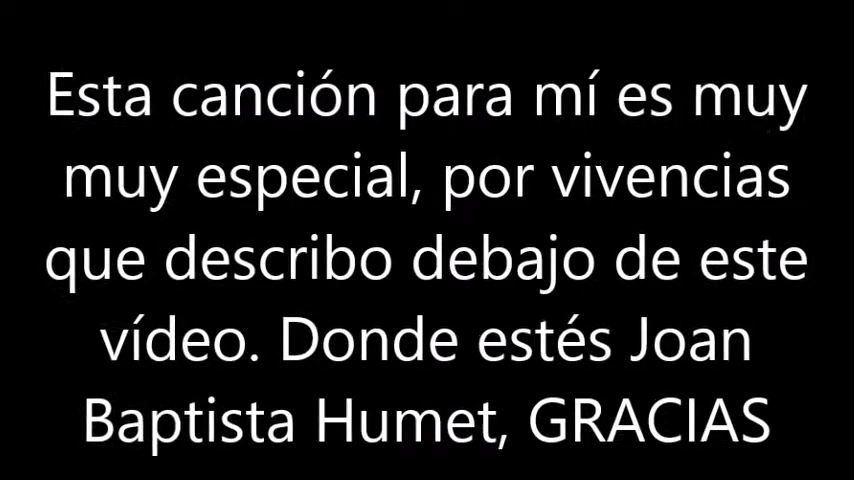 Esta canción para mí es muy
muy especial, por vivencias
que describo debajo de este
vídeo. Donde estés Joan
Baptista Humet, GRACIAS